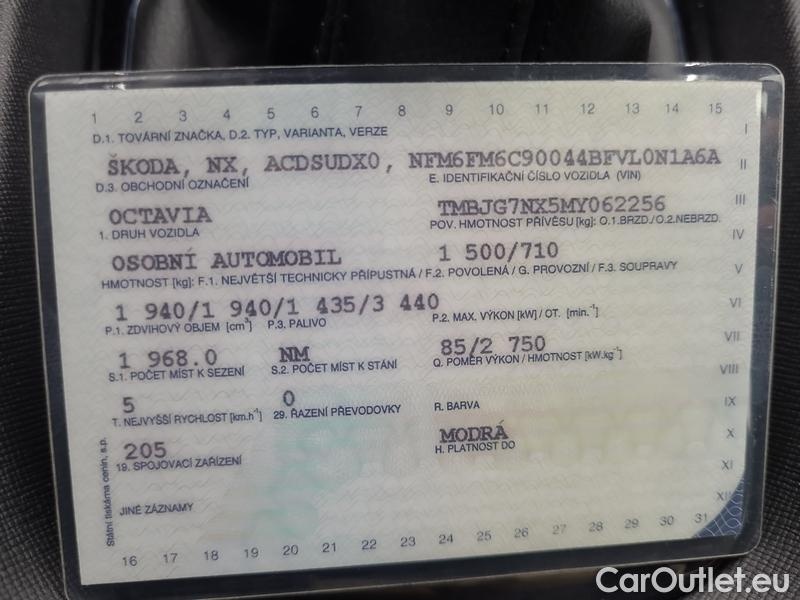 1 2 3 4 5 6 7 8 9 10 11 12 13 14 15
I
D.1. TOVÁRNÍ ZNAČKA, D.2. TYP, VARIANTA, VERZE
ŠKODA, NX, ACDSUDX0, NFM6FM6C90044BFVL0N1A6A
II
D.3. OBCHODNÍ OZNAČENÍ E. IDENTIFIKAČNÍ ČÍSLO VOZIDLA (VIN)
OCTAVIA TMBJG7NX5MY062256
III
1. DRUH VOZIDLA POV. HMOTNOST PŘÍVĚSU [kg]: O.1.BRZD./O.2.NEBRZD.
OSOBNÍ AUTOMOBIL 1 500/710
IV
HMOTNOST [kg]: F.1. NEJVĚTŠÍ TECHNICKY PŘÍPUSTNÁ / F.2. POVOLENÁ / G. PROVOZNÍ / F.3. SOUPRAVY
V
1 940/1 940/1 435/3 440
VI
P.1. ZDVIHOVÝ OBJEM [cm³] P.3. PALIVO P.2. MAX. VÝKON [kW] / OT. [min.⁻¹]
1 968.0 NM 85/2 750
VII
S.1. POČET MÍST K SEZENÍ S.2. POČET MÍST K STÁNÍ Q. POMĚR VÝKON / HMOTNOST [kW.kg⁻¹]
VIII
5 0
T. NEJVYŠŠÍ RYCHLOST [km.h⁻¹] 29. ŘAZENÍ PŘEVODOVKY R. BARVA
IX
205 MODRÁ
X
19. SPOJOVACÍ ZAŘÍZENÍ H. PLATNOST DO
XI
JINÉ ZÁZNAMY
XII
Státní tiskárna cenin, s.p.
16 17 18 19 20 21 22 23 24 25 26 27 28 29 30 31
CarOutlet.eu